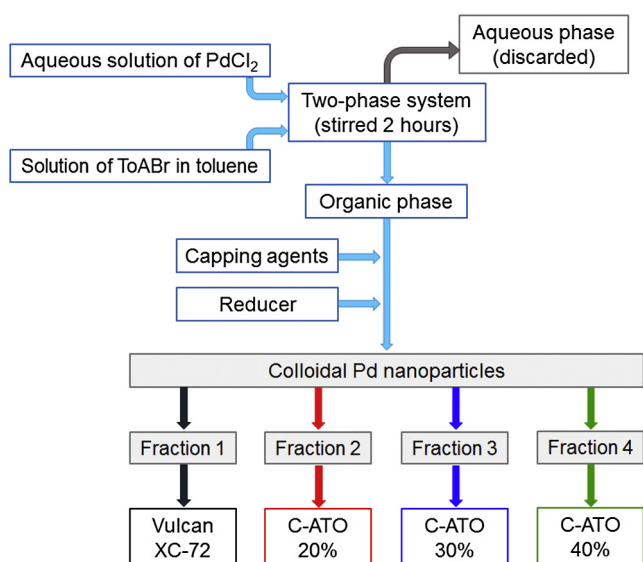 Aqueous phase
(discarded)
Aqueous solution of PdCl₂
Two-phase system
(stirred 2 hours)
Solution of ToABr in toluene
Organic phase
Capping agents
Reducer
Colloidal Pd nanoparticles
Fraction 1
Fraction 2
Fraction 3
Fraction 4
Vulcan
XC-72
C-ATO
20%
C-ATO
30%
C-ATO
40%